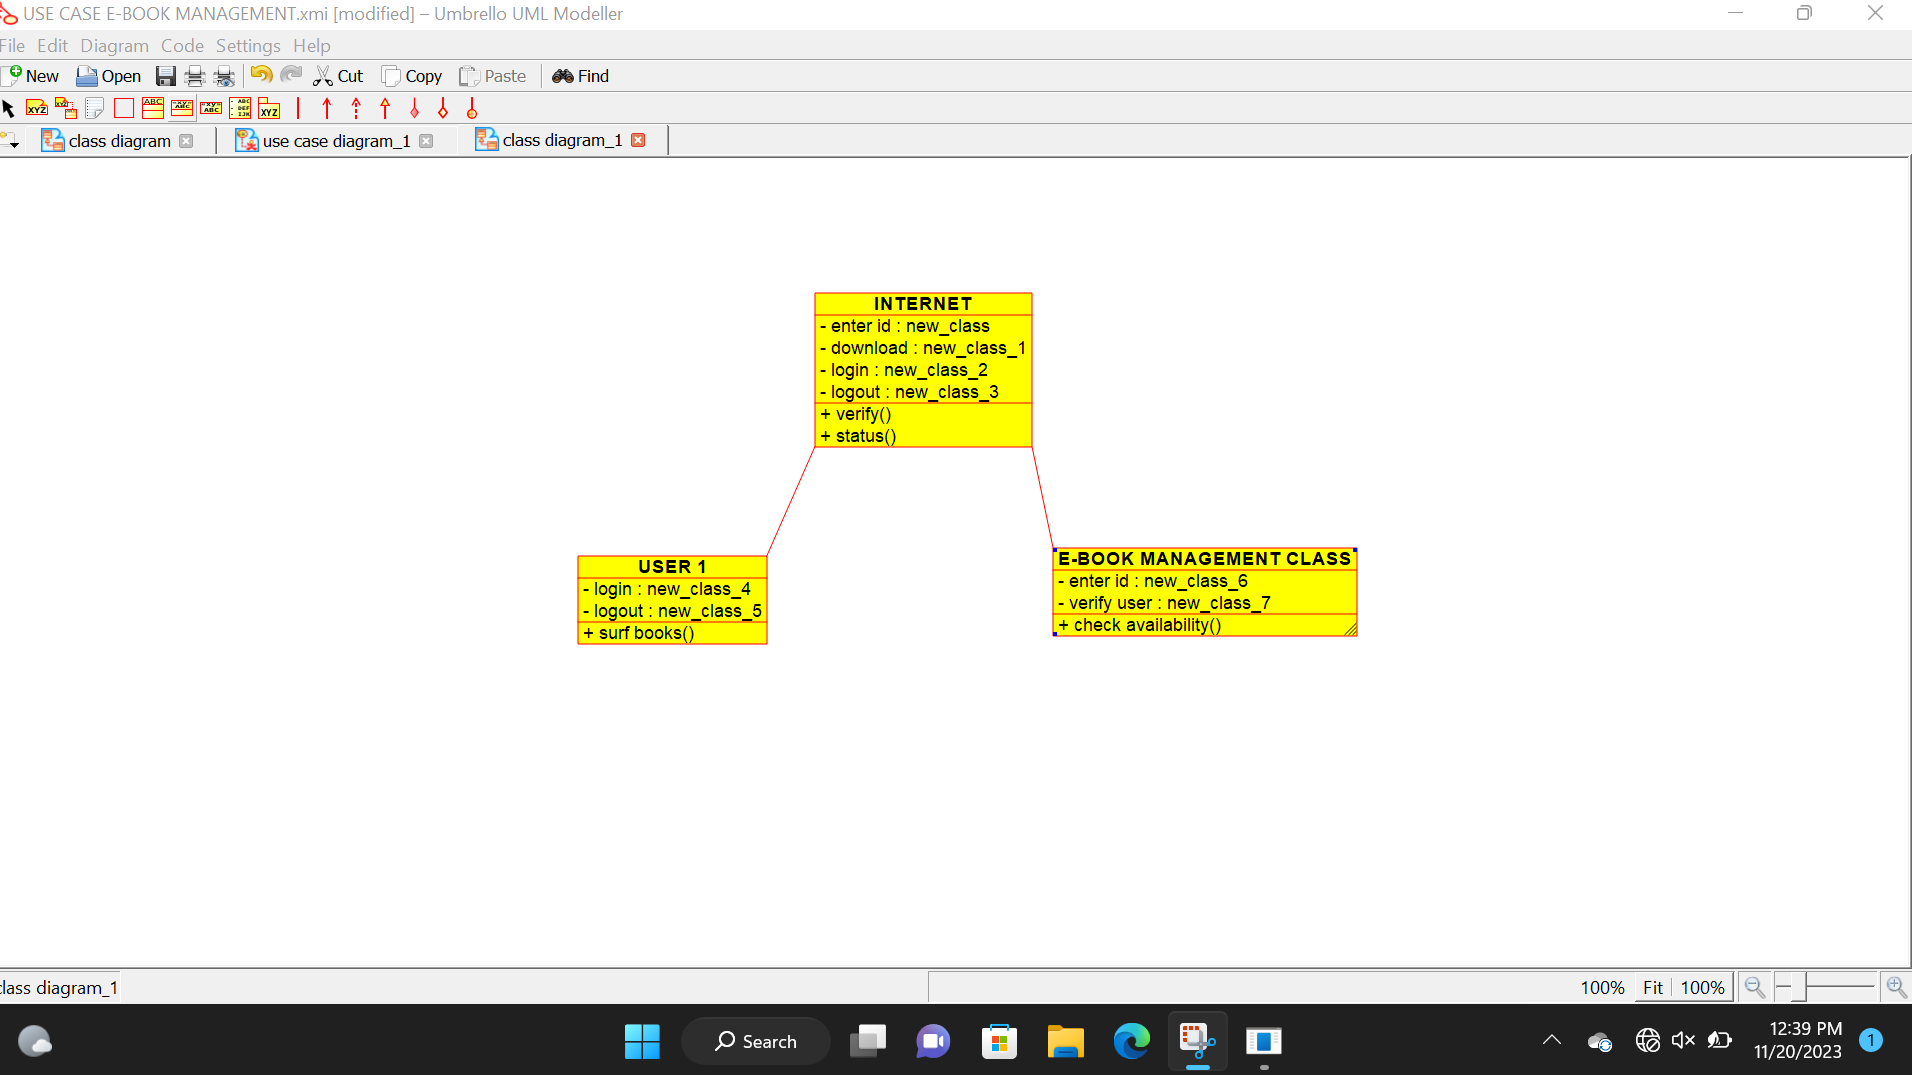 USE CASE E-BOOK MANAGEMENT.xmi [modified] – Umbrello UML Modeller
File Edit Diagram Code Settings Help
New Open Cut Copy Paste Find
class diagram use case diagram_1 class diagram_1
INTERNET
- enter id : new_class
- download : new_class_1
- login : new_class_2
- logout : new_class_3
+ verify()
+ status()
USER 1
- login : new_class_4
- logout : new_class_5
+ surf books()
E-BOOK MANAGEMENT CLASS
- enter id : new_class_6
- verify user : new_class_7
+ check availability()
class diagram_1
100% Fit 100%
Search
12:39 PM
11/20/2023
1